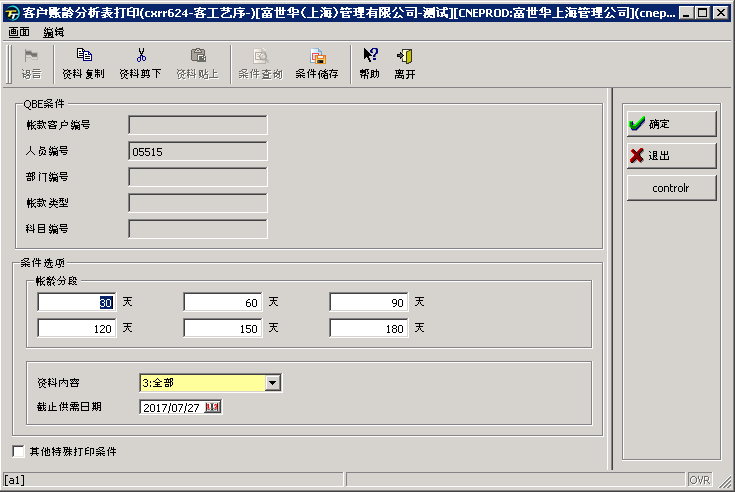 客户账龄分析表打印(cxrr624-客工艺序-)[富世华(上海)管理有限公司-测试][CNEPROD:富世华上海管理公司](cnep...
画面 编辑
语言 资料复制 资料剪下 资料贴上 条件查询 条件储存 帮助 离开
QBE条件
帐款客户编号
人员编号 05515
部门编号
帐款类型
科目编号
确定
退出
controlr
条件选项
帐龄分段
30 天 60 天 90 天
120 天 150 天 180 天
资料内容 3:全部
截止供需日期 2017/07/27
其他特殊打印条件
[a1] OVR